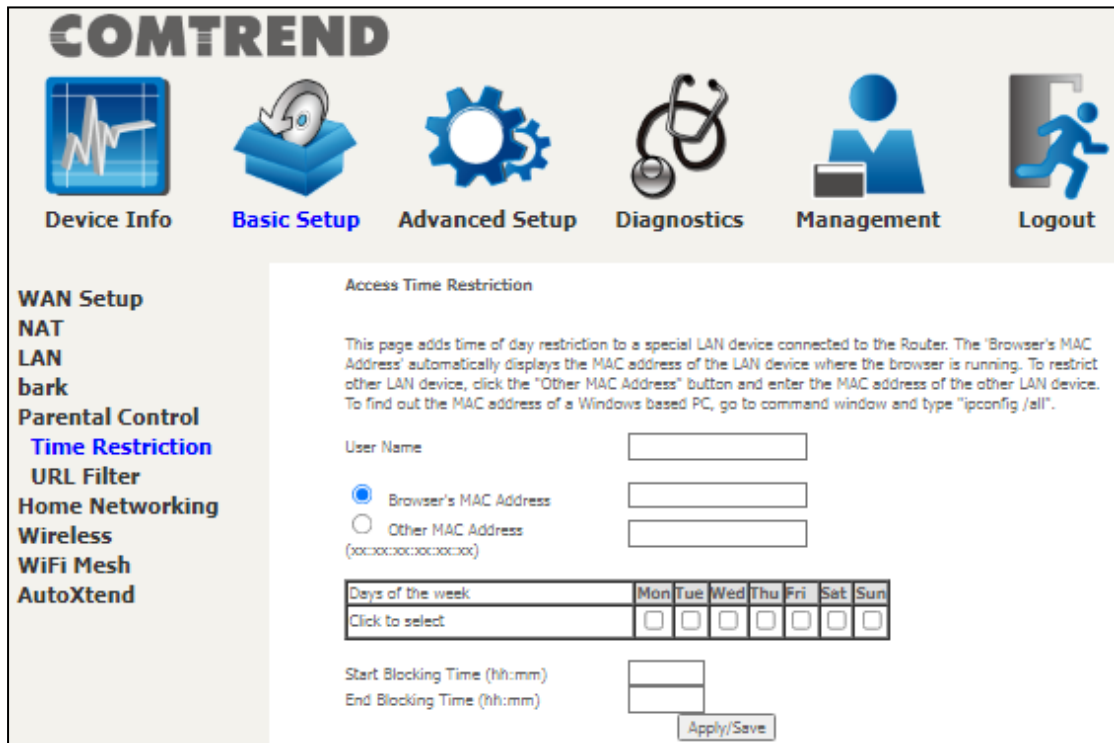 COMTREND
Device Info Basic Setup Advanced Setup Diagnostics Management Logout
WAN Setup
NAT
LAN
bark
Parental Control
Time Restriction
URL Filter
Home Networking
Wireless
WiFi Mesh
AutoXtend
Access Time Restriction
This page adds time of day restriction to a special LAN device connected to the Router. The 'Browser's MAC
Address' automatically displays the MAC address of the LAN device where the browser is running. To restrict
other LAN device, click the "Other MAC Address" button and enter the MAC address of the other LAN device.
To find out the MAC address of a Windows based PC, go to command window and type "ipconfig /all".
User Name
Browser's MAC Address
Other MAC Address
(xx:xx:xx:xx:xx:xx)
Days of the week Mon Tue Wed Thu Fri Sat Sun
Click to select
Start Blocking Time (hh:mm)
End Blocking Time (hh:mm)
Apply/Save